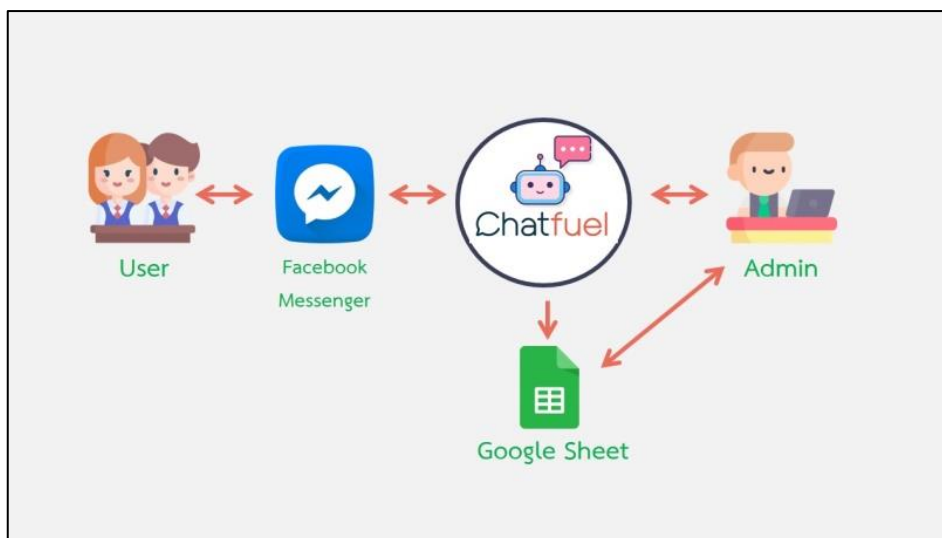 Chatfuel
User
Facebook
Messenger
Admin
Google Sheet